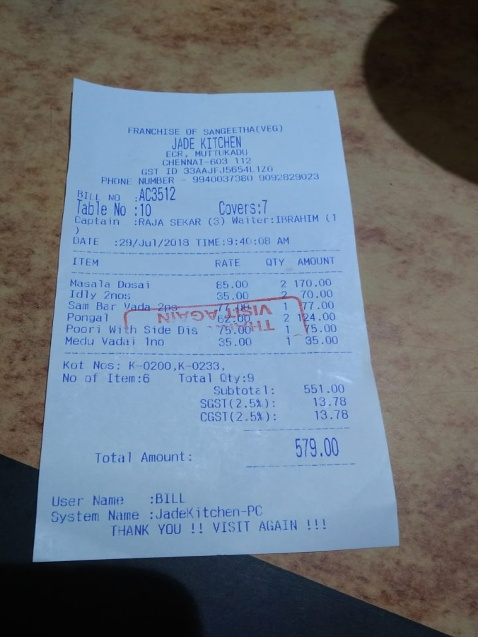 FRANCHISE OF SANGEETHA(VEG)
JADE KITCHEN
ECR, MUTTUKADU
CHENNAI-603 112
GST ID 33AAJFJ5654L1Z6
PHONE NUMBER - 9940037380 9092829023
BILL NO :AC3512
Table No :10 Covers:7
Captain :RAJA SEKAR (3) Waiter:IBRAHIM (1
)
DATE :29/Jul/2018 TIME:9:40:08 AM
ITEM RATE QTY AMOUNT
Masala Dosai 85.00 2 170.00
Idly 2nos 35.00 2 70.00
Sam Bar Vada 2ps 77.00 1 77.00
Pongal 62.00 2 124.00
Poori With Side Dis 75.00 1 75.00
Medu Vadai 1no 35.00 1 35.00
VISIT AGAIN
Kot Nos: K-0200,K-0233,
No of Item:6 Total Qty:9
Subtotal: 551.00
SGST(2.5%): 13.78
CGST(2.5%): 13.78
Total Amount: 579.00
User Name :BILL
System Name :JadeKitchen-PC
THANK YOU !! VISIT AGAIN !!!